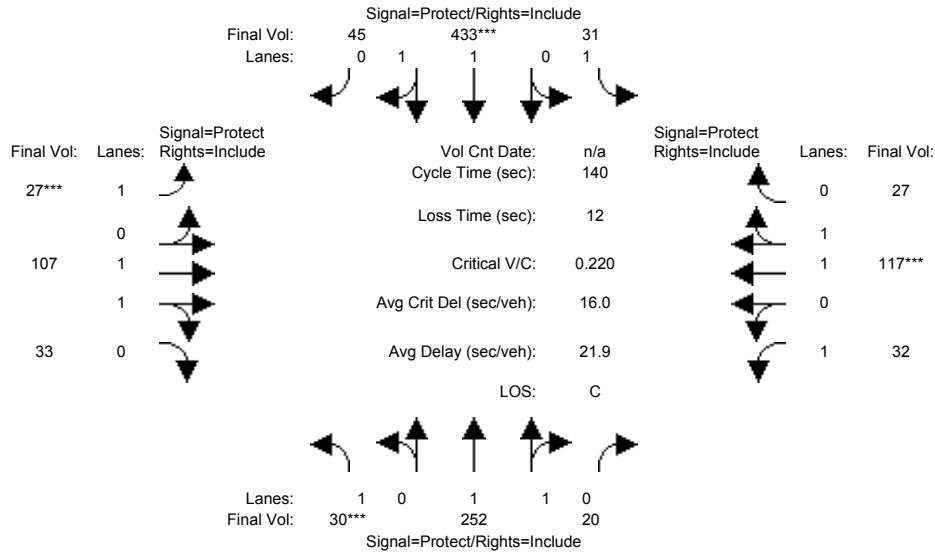 Signal=Protect/Rights=Include
Final Vol: 45 433*** 31
Lanes: 0 1 1 0 1
Signal=Protect
Final Vol: Lanes: Rights=Include
Vol Cnt Date: n/a
Signal=Protect
Rights=Include Lanes: Final Vol:
Cycle Time (sec): 140
27*** 1
0 27
Loss Time (sec): 12
0
1
107 1
Critical V/C: 0.220
1 117***
1
Avg Crit Del (sec/veh): 16.0
0
33 0
Avg Delay (sec/veh): 21.9
1 32
LOS: C
Lanes: 1 0 1 1 0
Final Vol: 30*** 252 20
Signal=Protect/Rights=Include